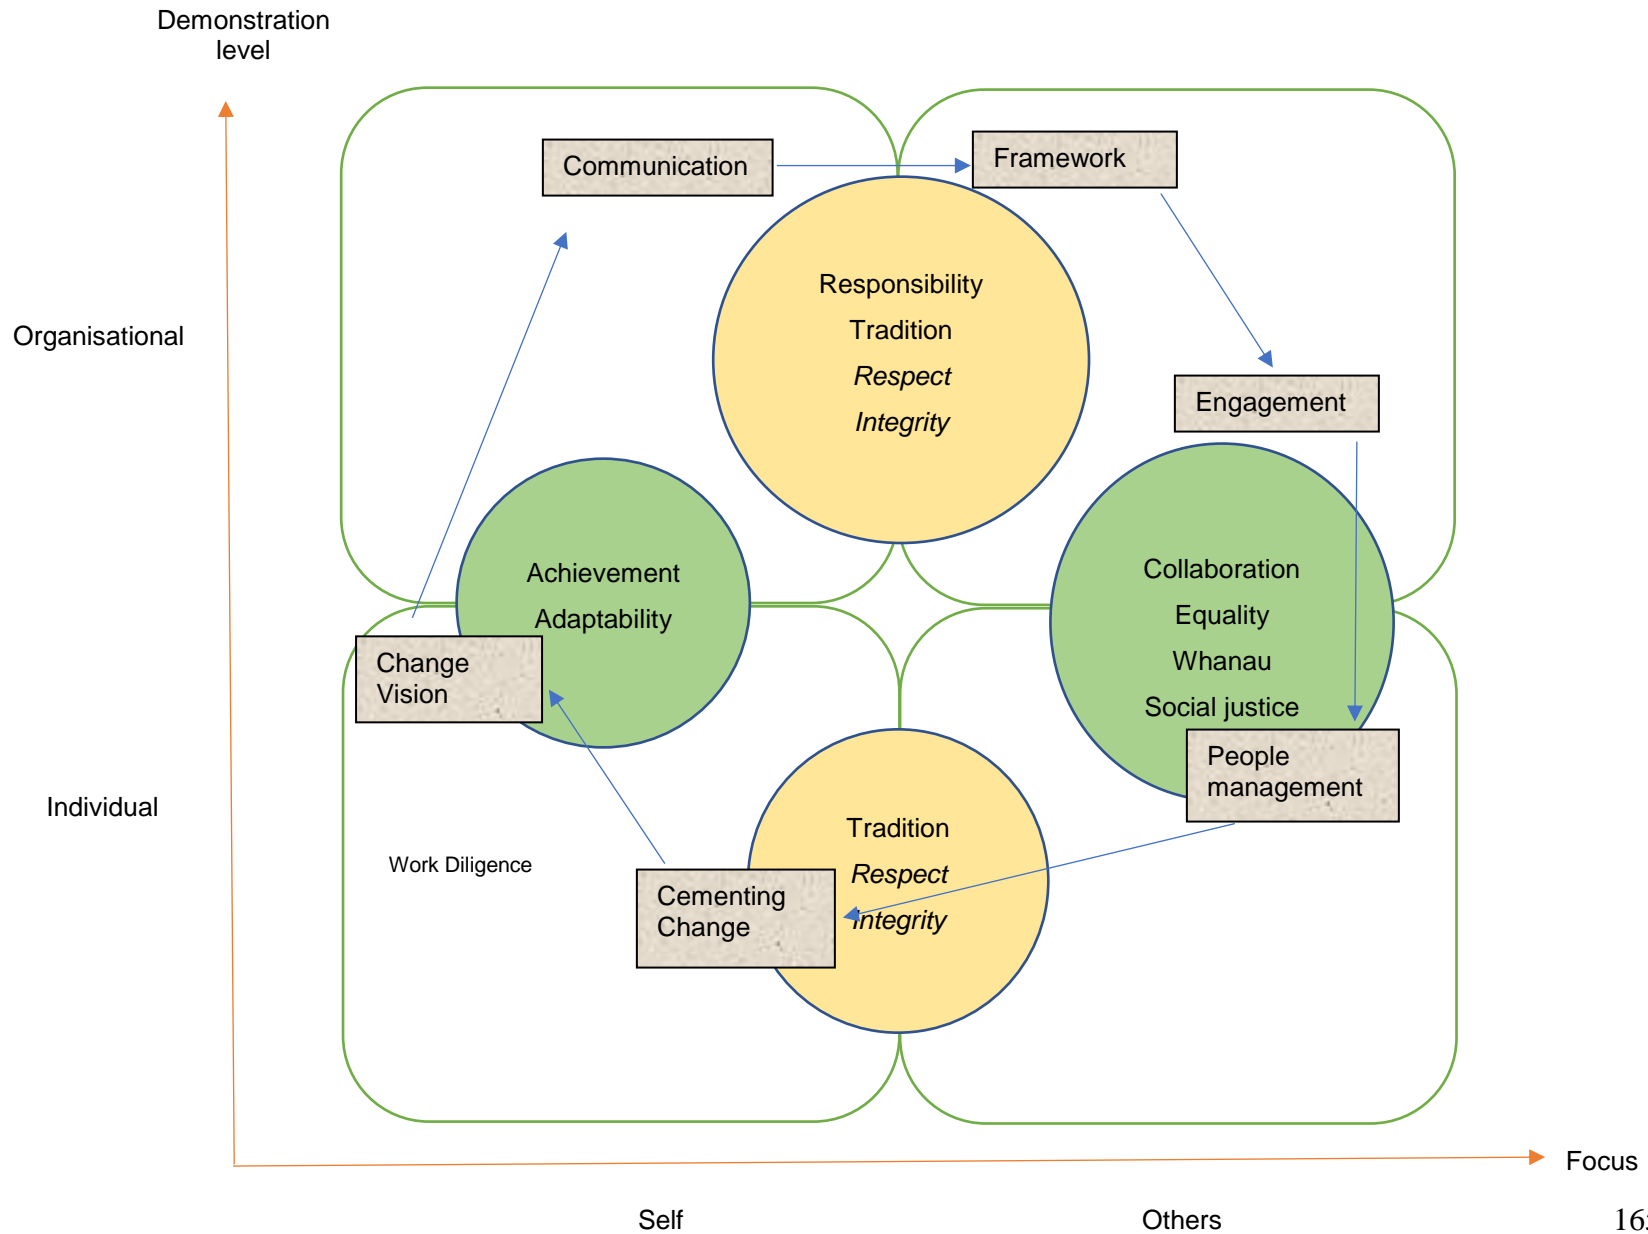 Demonstration
level
Communication
Framework
Responsibility
Tradition
Respect
Integrity
Organisational
Engagement
Achievement
Adaptability
Collaboration
Equality
Whanau
Social justice
Change
Vision
People
management
Individual
Work Diligence
Tradition
Respect
Integrity
Cementing
Change
Focus
Self
Others